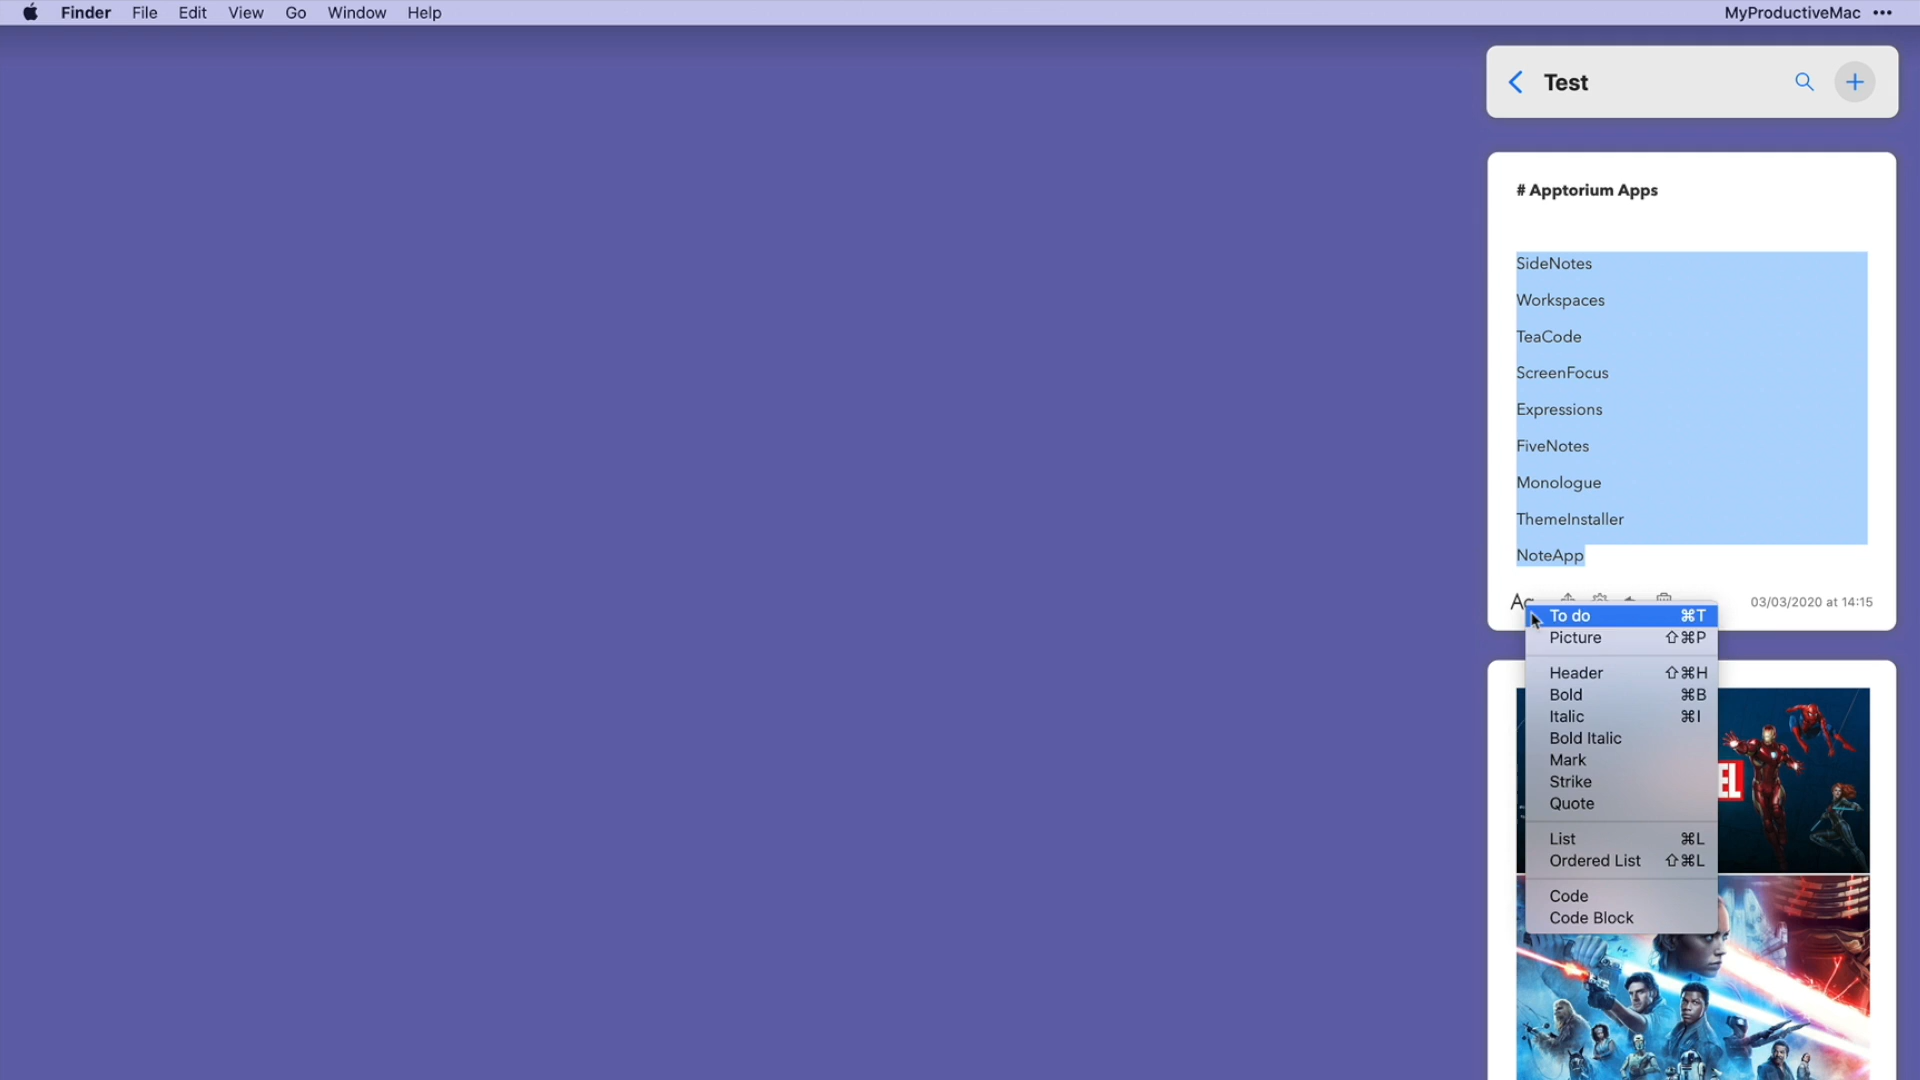 Finder File Edit View Go Window Help MyProductiveMac •••
Test
# Apptorium Apps
SideNotes
Workspaces
TeaCode
ScreenFocus
Expressions
FiveNotes
Monologue
ThemeInstaller
NoteApp
03/03/2020 at 14:15
To do ⌘T
Picture ⇧⌘P
Header ⇧⌘H
Bold ⌘B
Italic ⌘I
Bold Italic
Mark
Strike
Quote
List ⌘L
Ordered List ⇧⌘L
Code
Code Block
EL